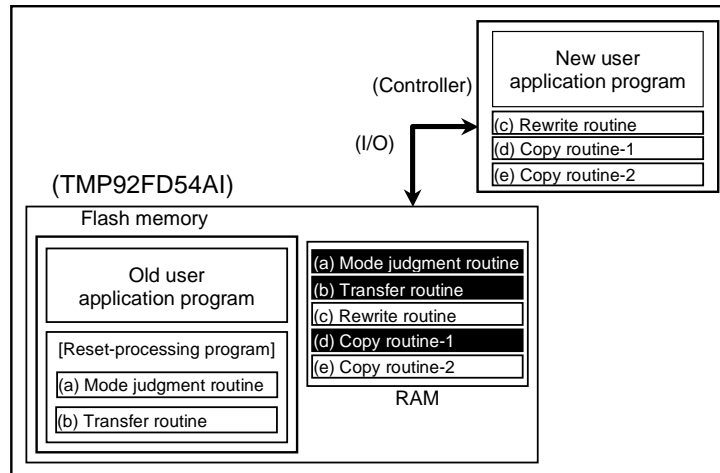 New user
application program
(Controller)
(c) Rewrite routine
(d) Copy routine-1
(e) Copy routine-2
(I/O)
(TMP92FD54AI)
Flash memory
Old user
application program
[Reset-processing program]
(a) Mode judgment routine
(b) Transfer routine
(a) Mode judgment routine
(b) Transfer routine
(c) Rewrite routine
(d) Copy routine-1
(e) Copy routine-2
RAM